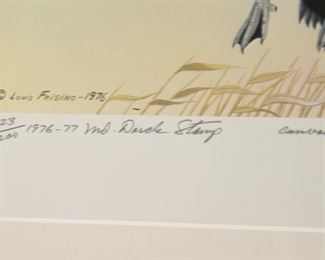 © Louis Frisino-1976
23
1976-77 Md. Duck Stamp